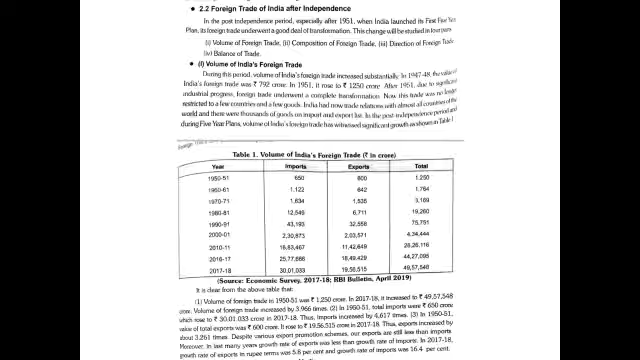 • 2.2 Foreign Trade of India after Independence
In the post independence period, especially after 1951, when India launched its First Five Year
Plan, its foreign trade underwent a good deal of transformation. This change will be studied in four parts
(i) Volume of Foreign Trade, (ii) Composition of Foreign Trade, (iii) Direction of Foreign Trade
(iv) Balance of Trade.
• (I) Volume of India's Foreign Trade
During this period, volume of India's foreign trade increased substantially. In 1947-48, the value of
India's foreign trade was ₹ 792 crore. In 1951, it rose to ₹ 1250 crore. After 1951, due to significant
industrial progress, foreign trade underwent a complete transformation. Now this trade was no longer
restricted to a few countries and a few goods. India had now trade relations with almost all countries of the
world and there were thousands of goods on import and export list. In the post independence period and
during Five Year Plans, volume of India's foreign trade has witnessed significant growth as shown in Table 1
Table 1. Volume of India's Foreign Trade (₹ in crore)
Year Imports Exports Total
1950-51 650 600 1,250
1960-61 1,122 642 1,764
1970-71 1,634 1,535 3,169
1980-81 12,549 6,711 19,260
1990-91 43,193 32,558 75,751
2000-01 2,30,873 2,03,571 4,34,444
2010-11 16,83,467 11,42,649 28,26,116
2016-17 25,77,666 18,49,429 44,27,095
2017-18 30,01,033 19,56,515 49,57,548
(Source: Economic Survey, 2017-18; RBI Bulletin, April 2019)
It is clear from the above table that:
(1) Volume of foreign trade in 1950-51 was ₹ 1,250 crore. In 2017-18, it increased to ₹ 49,57,548
crore. Volume of foreign trade increased by 3,966 times. (2) In 1950-51, total imports were ₹ 650 crore
which rose to ₹ 30,01,033 crore in 2017-18. Thus, imports increased by 4,617 times. (3) In 1950-51,
value of total exports was ₹ 600 crore. It rose to ₹ 19,56,515 crore in 2017-18. Thus, exports increased by
about 3,261 times. Despite various export promotion schemes, our exports are still less than imports
Moreover, in last many years growth rate of exports was less than growth rate of imports. In 2017-18,
growth rate of exports in rupee terms was 5.8 per cent and growth rate of imports was 16.4 per cent.